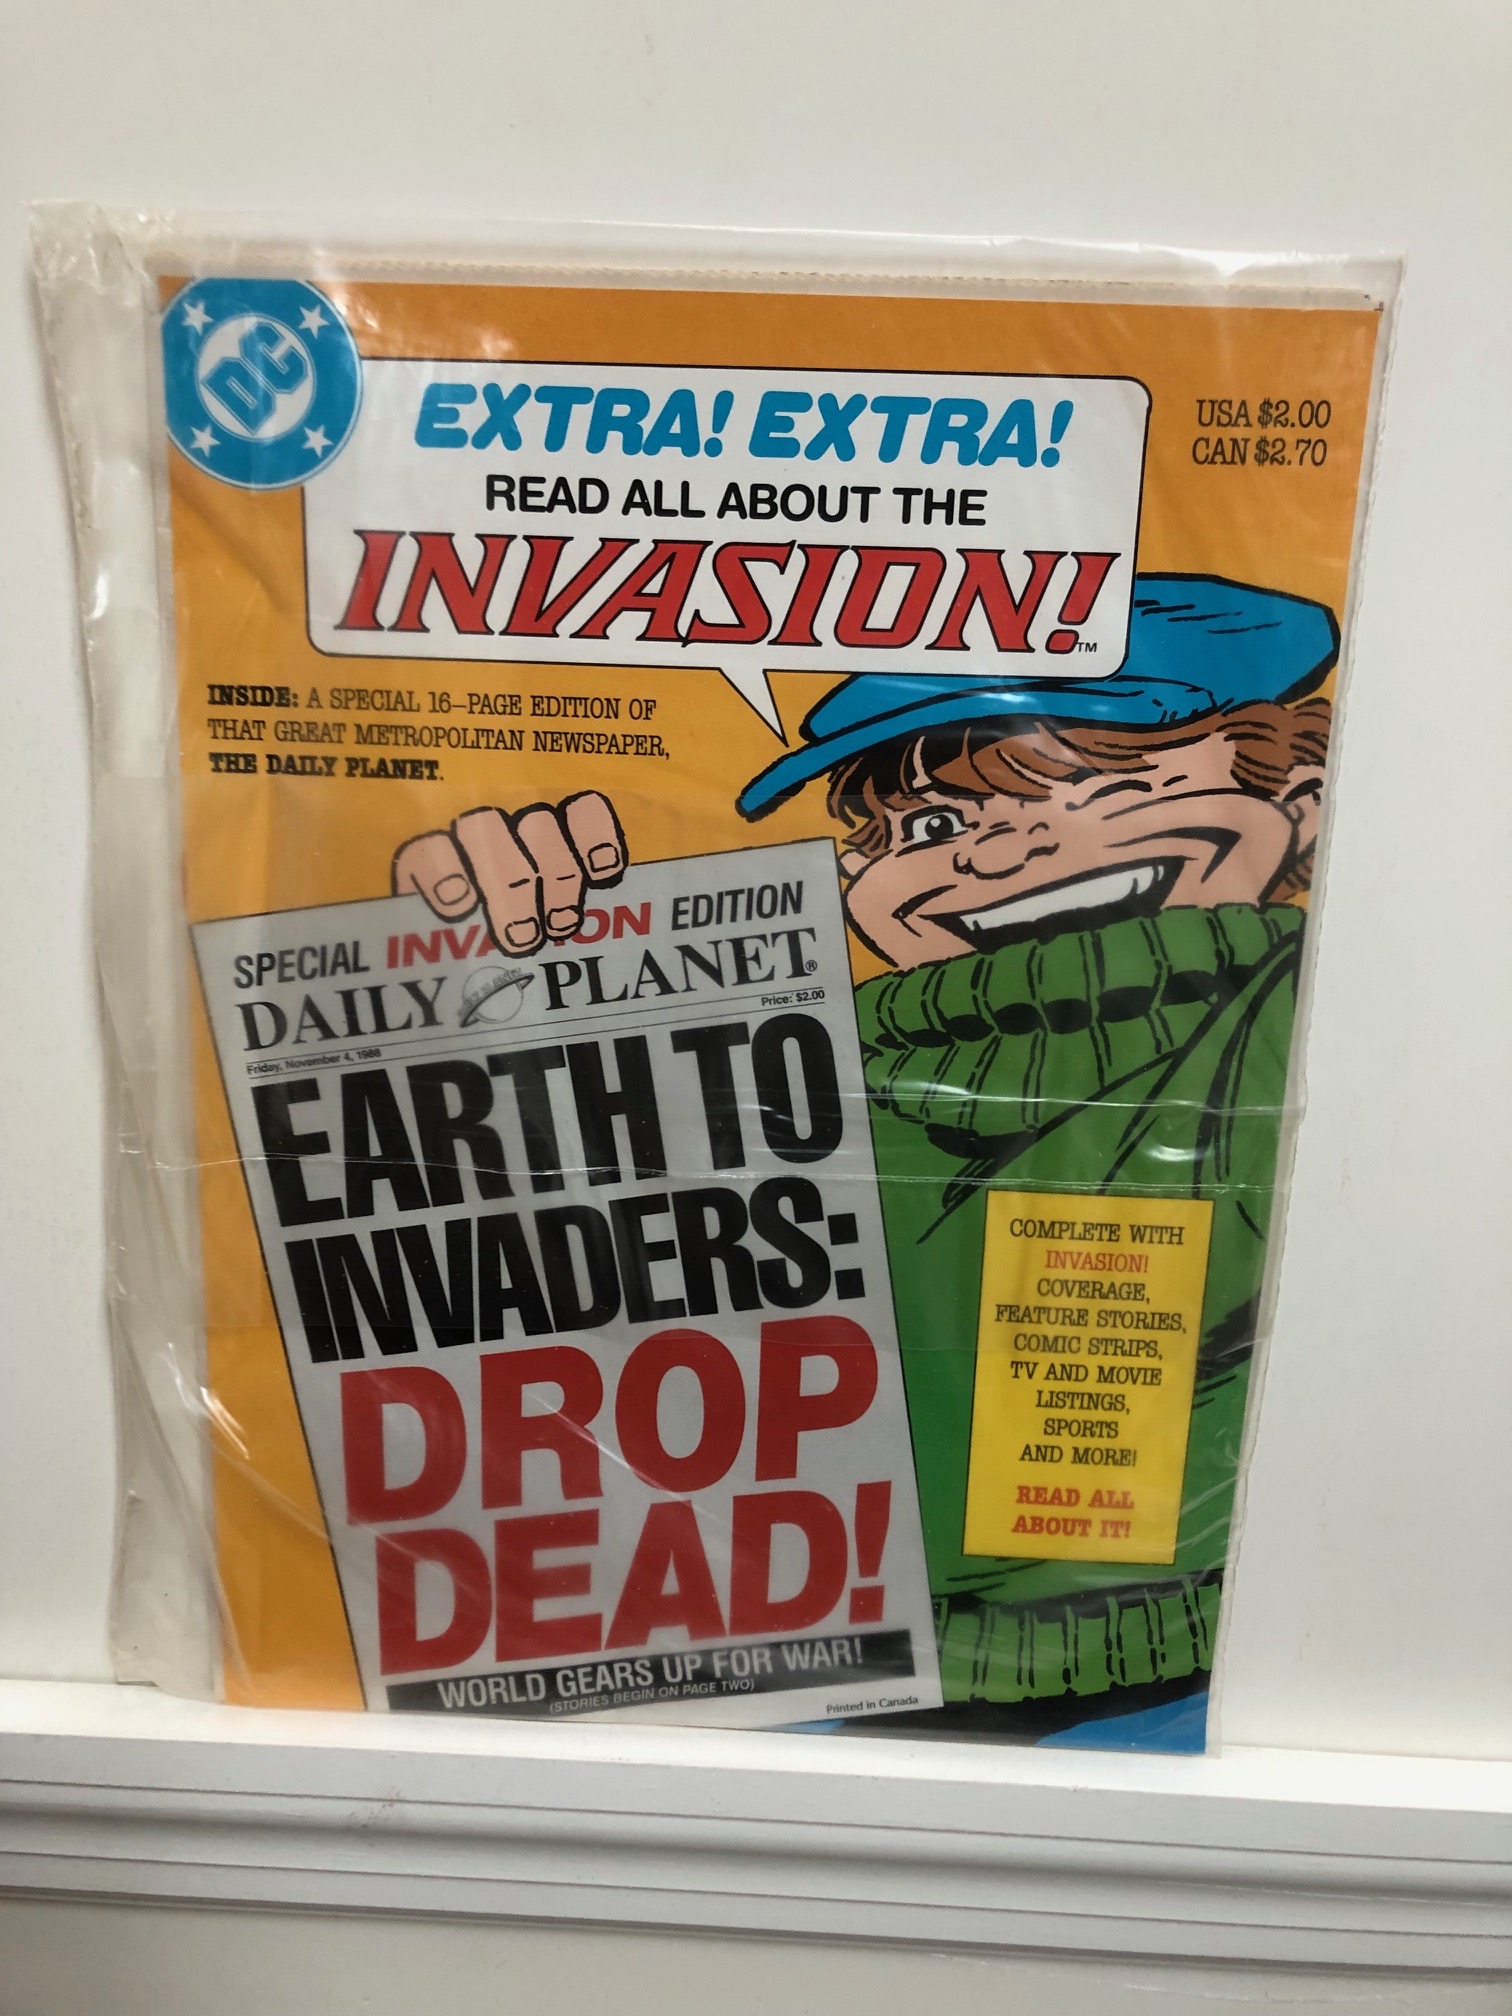 DC
EXTRA! EXTRA!
READ ALL ABOUT THE
INVASION!™
USA $2.00
CAN $2.70
INSIDE: A SPECIAL 16–PAGE EDITION OF
THAT GREAT METROPOLITAN NEWSPAPER,
THE DAILY PLANET.
SPECIAL INVA ON EDITION
DAILY PLANET®
Friday, November 4, 1988
Price: $2.00
EARTH TO
INVADERS:
DROP
DEAD!
WORLD GEARS UP FOR WAR!
(STORIES BEGIN ON PAGE TWO)
Printed in Canada
COMPLETE WITH
INVASION!
COVERAGE,
FEATURE STORIES,
COMIC STRIPS,
TV AND MOVIE
LISTINGS,
SPORTS
AND MORE!
READ ALL
ABOUT IT!